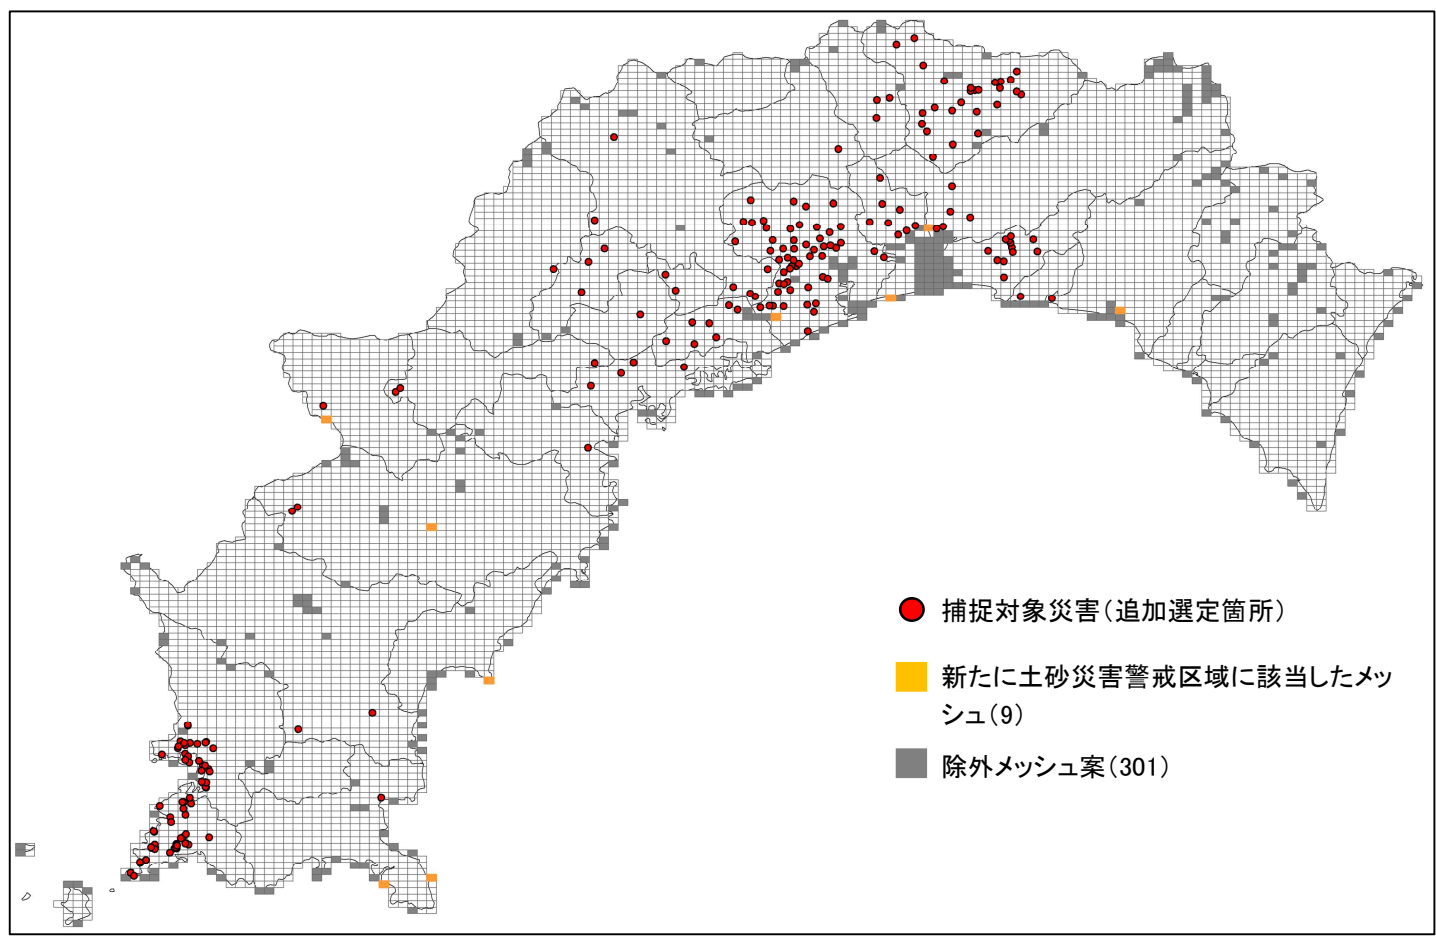 捕捉対象災害（追加選定箇所）
新たに土砂災害警戒区域に該当したメッ
シュ（9）
除外メッシュ案（301）